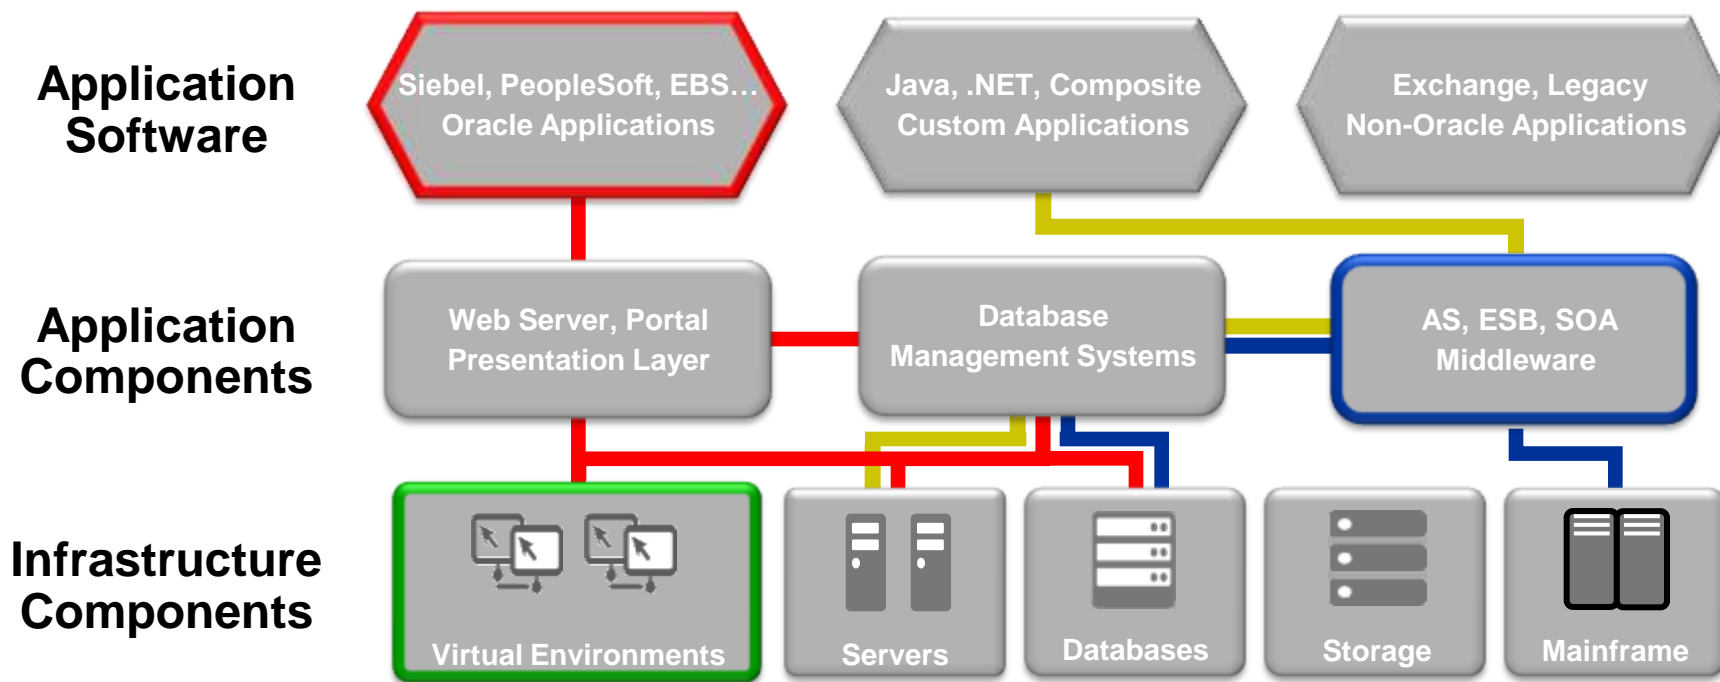 Application
Software
Siebel, PeopleSoft, EBS…
Oracle Applications
Java, .NET, Composite
Custom Applications
Exchange, Legacy
Non-Oracle Applications
Application
Components
Web Server, Portal
Presentation Layer
Database
Management Systems
AS, ESB, SOA
Middleware
Infrastructure
Components
Virtual Environments
Servers
Databases
Storage
Mainframe